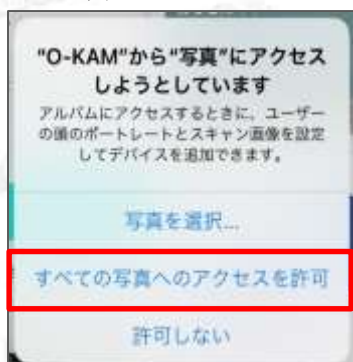 "O-KAM"から"写真"にアクセス
しようとしています
アルバムにアクセスするときに、ユーザー
の頭のポートレートとスキャン画像を設定
してデバイスを追加できます。
写真を選択...
すべての写真へのアクセスを許可
許可しない